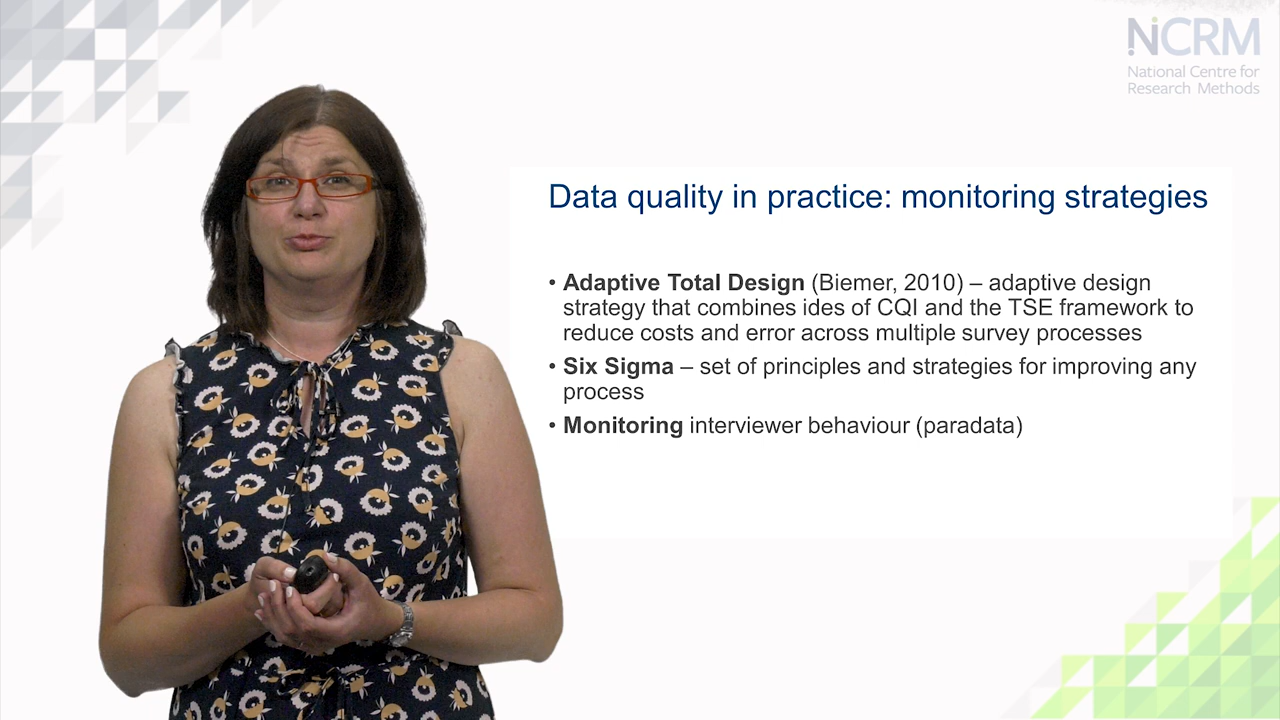 NCRM
National Centre for
Research Methods
Data quality in practice: monitoring strategies
• Adaptive Total Design (Biemer, 2010) – adaptive design
strategy that combines ides of CQI and the TSE framework to
reduce costs and error across multiple survey processes
• Six Sigma – set of principles and strategies for improving any
process
• Monitoring interviewer behaviour (paradata)